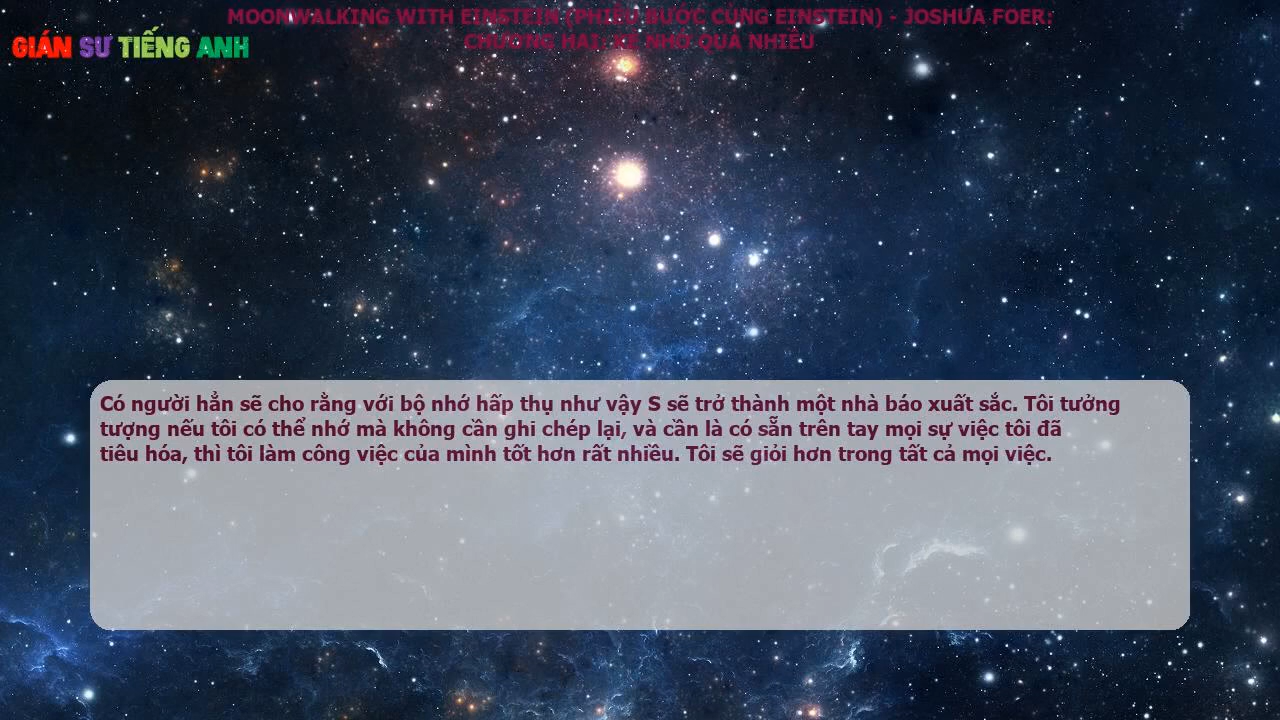 MOONWALKING WITH EINSTEIN (PHIÊU BƯỚC CÙNG EINSTEIN) - JOSHUA FOER:
CHƯƠNG HAI: KẺ NHỚ QUÁ NHIỀU
GIÁN SỨ TIẾNG ANH
Có người hẳn sẽ cho rằng với bộ nhớ hấp thụ như vậy S sẽ trở thành một nhà báo xuất sắc. Tôi tưởng
tượng nếu tôi có thể nhớ mà không cần ghi chép lại, và cần là có sẵn trên tay mọi sự việc tôi đã
tiêu hóa, thì tôi làm công việc của mình tốt hơn rất nhiều. Tôi sẽ giỏi hơn trong tất cả mọi việc.